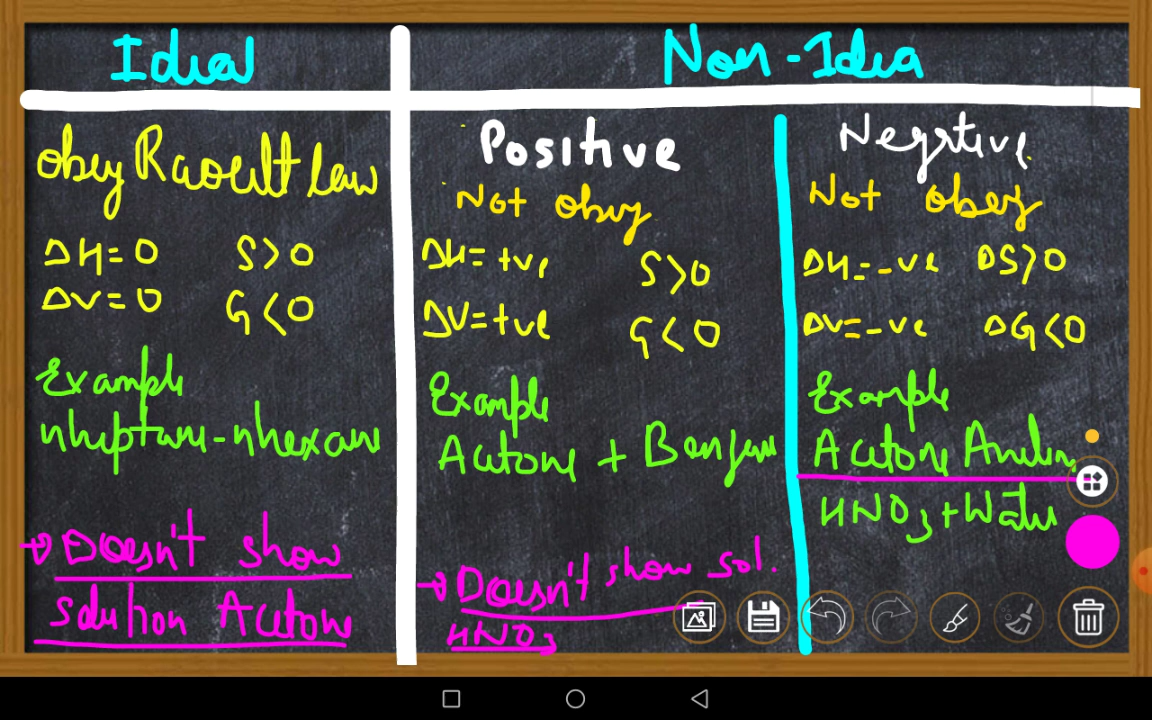 Ideal
Non-Idea
obey Raoult law
ΔH=0 S>0
ΔV=0 G<0
Example
nheptane-nhexane
→ Doesn't show
solution Acetone
Positive
Not obey
ΔH=+ve S>0
ΔV=+ve G<0
Example
Acetone + Benzene
→ Doesn't show sol.
HNO3
Negtive
Not obey
ΔH=-ve ΔS>0
ΔV=-ve ΔG<0
Example
Acetone
HNO3+Water